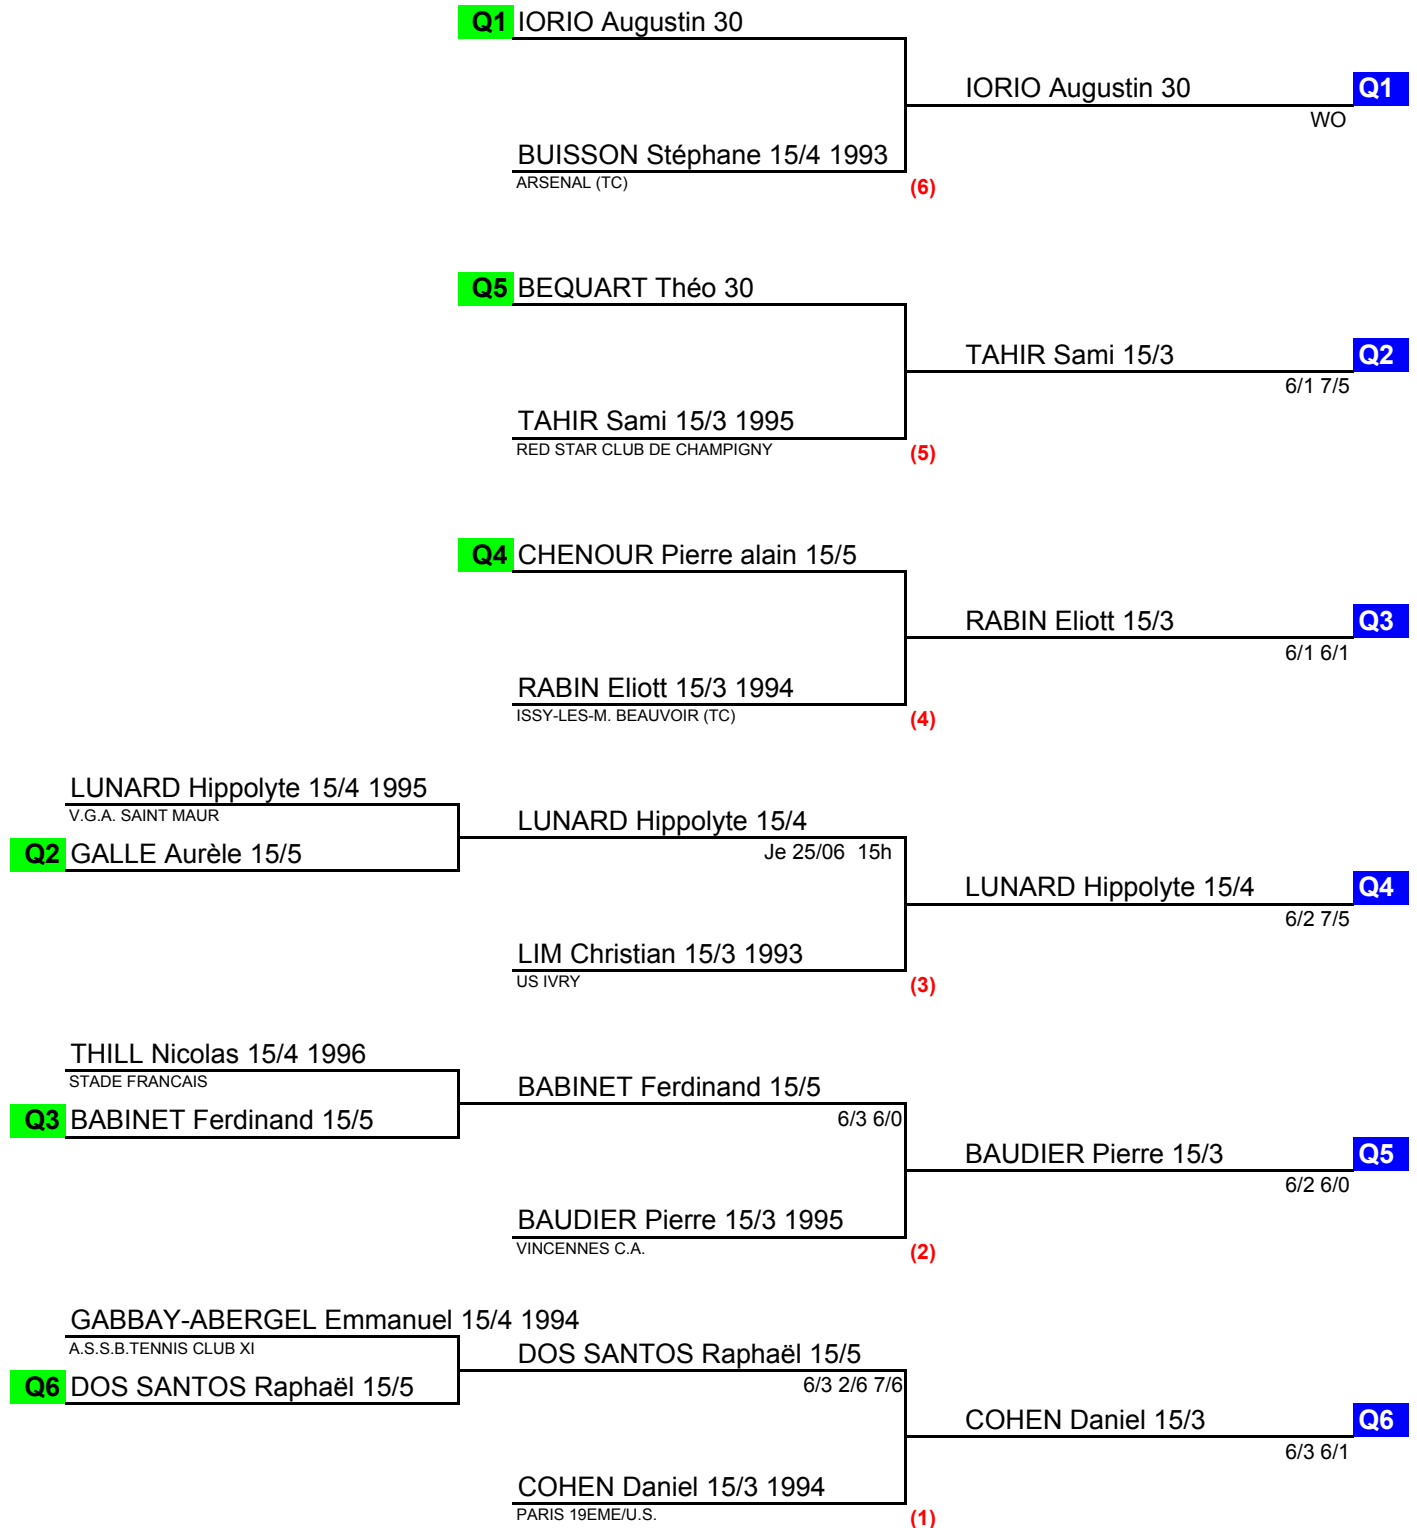 Q1 IORIO Augustin 30
IORIO Augustin 30 Q1
WO
BUISSON Stéphane 15/4 1993
ARSENAL (TC)
(6)
Q5 BEQUART Théo 30
TAHIR Sami 15/3 Q2
6/1 7/5
TAHIR Sami 15/3 1995
RED STAR CLUB DE CHAMPIGNY
(5)
Q4 CHENOUR Pierre alain 15/5
RABIN Eliott 15/3 Q3
6/1 6/1
RABIN Eliott 15/3 1994
ISSY-LES-M. BEAUVOIR (TC)
(4)
LUNARD Hippolyte 15/4 1995
V.G.A. SAINT MAUR
LUNARD Hippolyte 15/4
Q2 GALLE Aurèle 15/5
Je 25/06 15h
LUNARD Hippolyte 15/4 Q4
6/2 7/5
LIM Christian 15/3 1993
US IVRY
(3)
THILL Nicolas 15/4 1996
STADE FRANCAIS
BABINET Ferdinand 15/5
Q3 BABINET Ferdinand 15/5
6/3 6/0
BAUDIER Pierre 15/3 Q5
6/2 6/0
BAUDIER Pierre 15/3 1995
VINCENNES C.A.
(2)
GABBAY-ABERGEL Emmanuel 15/4 1994
A.S.S.B.TENNIS CLUB XI
DOS SANTOS Raphaël 15/5
Q6 DOS SANTOS Raphaël 15/5
6/3 2/6 7/6
COHEN Daniel 15/3 Q6
6/3 6/1
COHEN Daniel 15/3 1994
PARIS 19EME/U.S.
(1)